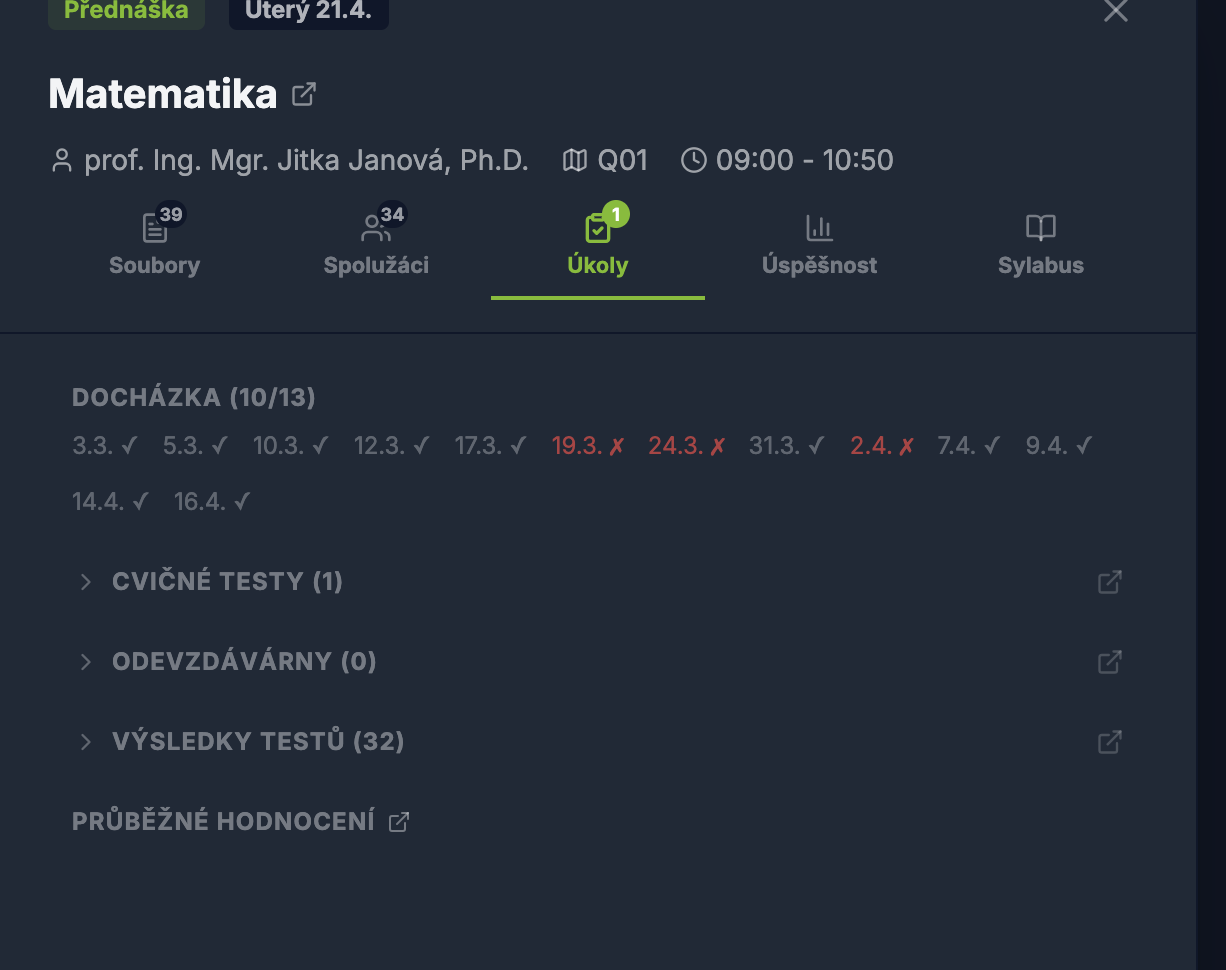 Přednáška Úterý 21.4.
Matematika
prof. Ing. Mgr. Jitka Janová, Ph.D. Q01 09:00 - 10:50
39 34 1
Soubory Spolužáci Úkoly Úspěšnost Sylabus
DOCHÁZKA (10/13)
3.3. ✓ 5.3. ✓ 10.3. ✓ 12.3. ✓ 17.3. ✓ 19.3. ✗ 24.3. ✗ 31.3. ✓ 2.4. ✗ 7.4. ✓ 9.4. ✓
14.4. ✓ 16.4. ✓
CVIČNÉ TESTY (1)
ODEVZDÁVÁRNY (0)
VÝSLEDKY TESTŮ (32)
PRŮBĚŽNÉ HODNOCENÍ